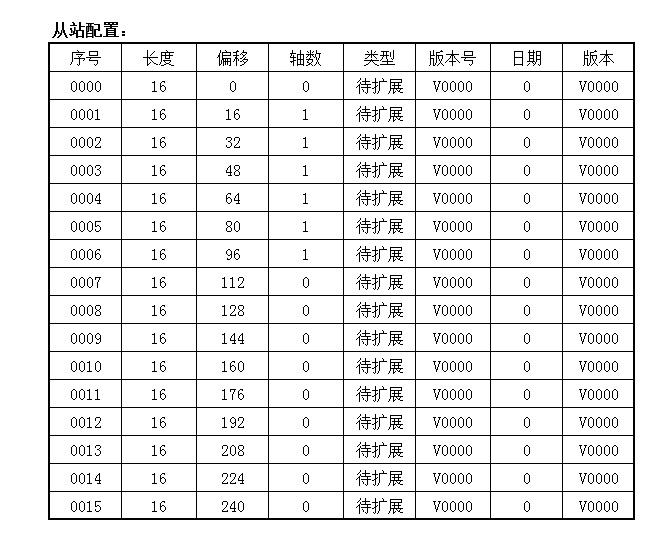 从站配置：
序号 长度 偏移 轴数 类型 版本号 日期 版本
0000 16 0 0 待扩展 V0000 0 V0000
0001 16 16 1 待扩展 V0000 0 V0000
0002 16 32 1 待扩展 V0000 0 V0000
0003 16 48 1 待扩展 V0000 0 V0000
0004 16 64 1 待扩展 V0000 0 V0000
0005 16 80 1 待扩展 V0000 0 V0000
0006 16 96 1 待扩展 V0000 0 V0000
0007 16 112 0 待扩展 V0000 0 V0000
0008 16 128 0 待扩展 V0000 0 V0000
0009 16 144 0 待扩展 V0000 0 V0000
0010 16 160 0 待扩展 V0000 0 V0000
0011 16 176 0 待扩展 V0000 0 V0000
0012 16 192 0 待扩展 V0000 0 V0000
0013 16 208 0 待扩展 V0000 0 V0000
0014 16 224 0 待扩展 V0000 0 V0000
0015 16 240 0 待扩展 V0000 0 V0000